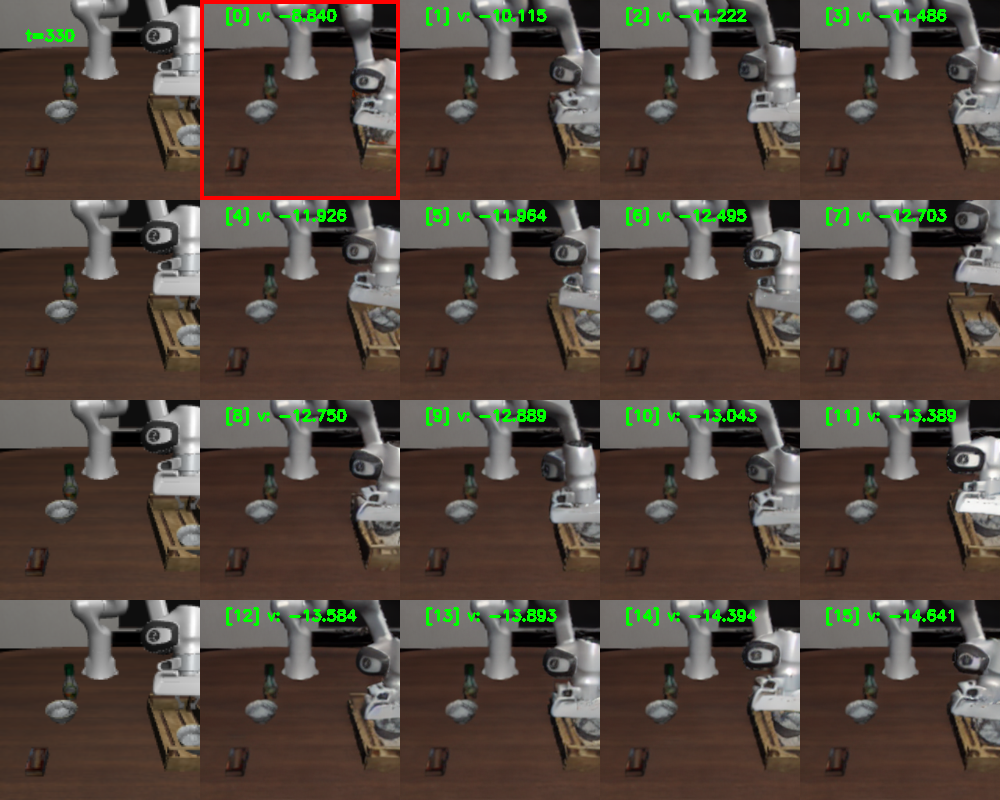 t=330
[0] v: -8.840
[1] v: -10.115
[2] v: -11.222
[3] v: -11.486
[4] v: -11.926
[5] v: -11.964
[6] v: -12.495
[7] v: -12.703
[8] v: -12.750
[9] v: -12.889
[10] v: -13.043
[11] v: -13.389
[12] v: -13.584
[13] v: -13.893
[14] v: -14.394
[15] v: -14.641